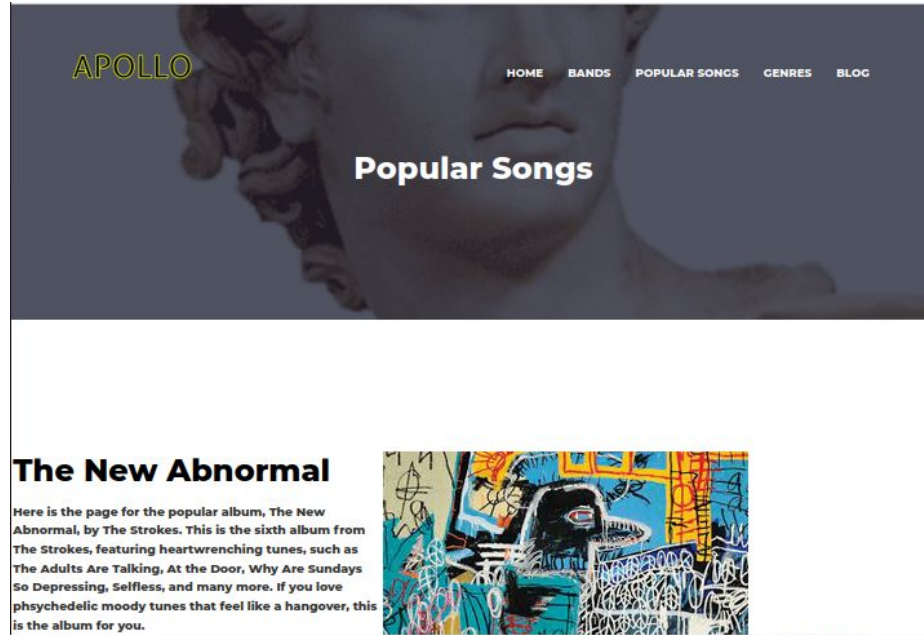 APOLLO
HOME BANDS POPULAR SONGS GENRES BLOG
Popular Songs
The New Abnormal
Here is the page for the popular album, The New
Abnormal, by The Strokes. This is the sixth album from
The Strokes, featuring heartwrenching tunes, such as
The Adults Are Talking, At the Door, Why Are Sundays
So Depressing, Selfless, and many more. If you love
phsychedelic moody tunes that feel like a hangover, this
is the album for you.